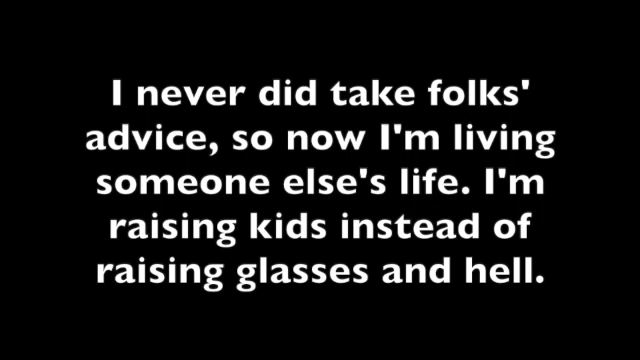 I never did take folks'
advice, so now I'm living
someone else's life. I'm
raising kids instead of
raising glasses and hell.